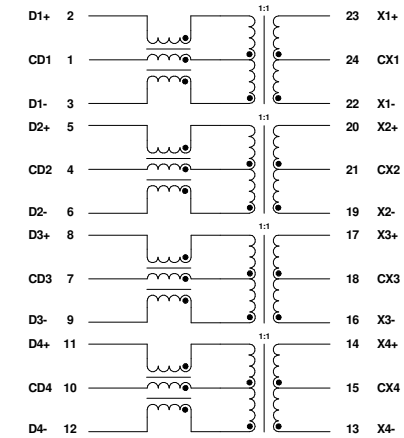 1:1
D1+ 2 23 X1+
CD1 1 24 CX1
D1- 3 22 X1-
1:1
D2+ 5 20 X2+
CD2 4 21 CX2
D2- 6 19 X2-
1:1
D3+ 8 17 X3+
CD3 7 18 CX3
D3- 9 16 X3-
1:1
D4+ 11 14 X4+
CD4 10 15 CX4
D4- 12 13 X4-